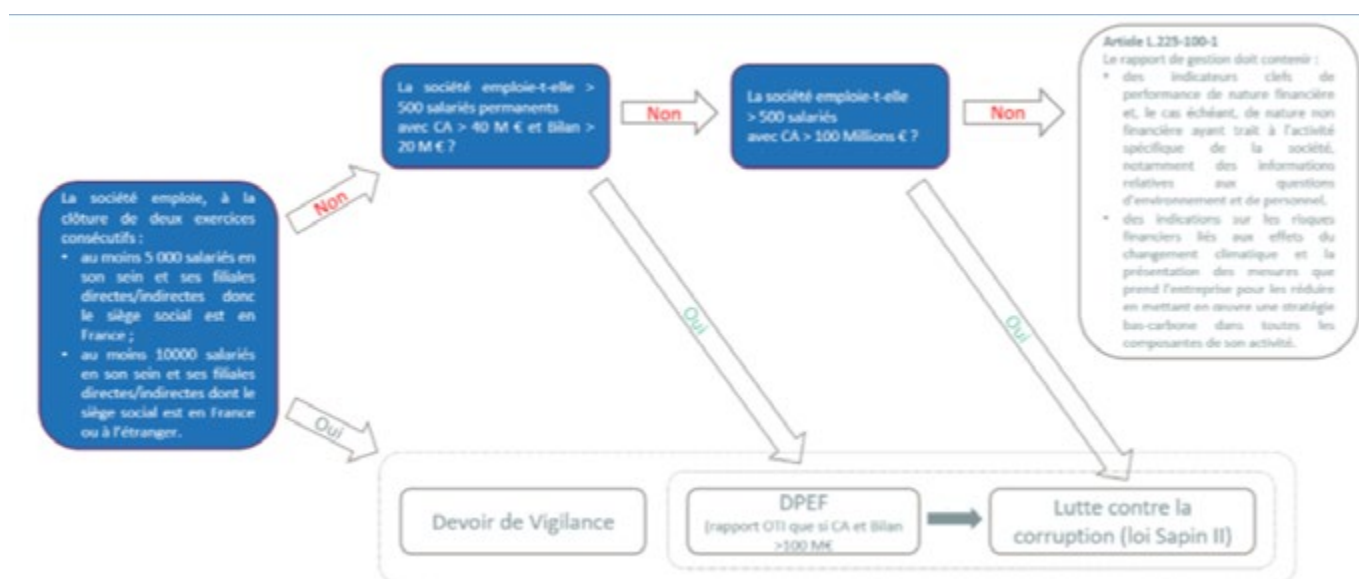 La société emploie, à la
clôture de deux exercices
consécutifs :
• au moins 5 000 salariés en
son sein et ses filiales
directes/indirectes donc
le siège social est en
France ;
• au moins 10000 salariés
en son sein et ses filiales
directes/indirectes dont le
siège social est en France
ou à l'étranger.
Non
Oui
La société emploie-t-elle >
500 salariés permanents
avec CA > 40 M € et Bilan >
20 M € ?
Non
Oui
La société emploie-t-elle
> 500 salariés
avec CA > 100 Millions € ?
Non
Oui
Article L.225-100-1
Le rapport de gestion doit contenir :
• des indicateurs clefs de
performance de nature financière
et, le cas échéant, de nature non
financière ayant trait à l'activité
spécifique de la société,
notamment des informations
relatives aux questions
d'environnement et de personnel.
• des indications sur les risques
financiers liés aux effets du
changement climatique et la
présentation des mesures que
prend l'entreprise pour les réduire
en mettant en œuvre une stratégie
bas-carbone dans toutes les
composantes de son activité.
Devoir de Vigilance
DPEF
(rapport OTI que si CA et Bilan
>100 M€
Lutte contre la
corruption (loi Sapin II)